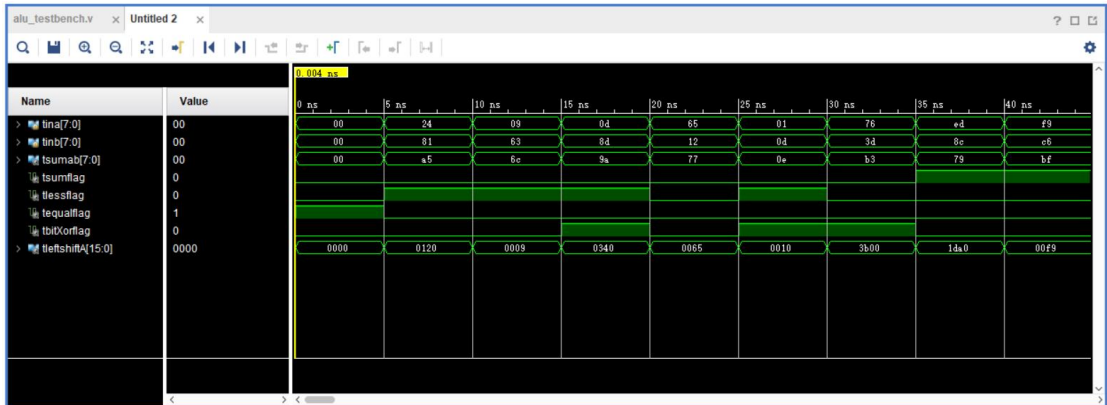 alu_testbench.v × Untitled 2 ×
?
0.004 ns
Name Value
0 ns 5 ns 10 ns 15 ns 20 ns 25 ns 30 ns 35 ns 40 ns
tina[7:0] 00 00 24 09 0d 65 01 76 ed f9
tinb[7:0] 00 00 81 63 8d 12 0d 3d 8c c6
tsumab[7:0] 00 00 a5 6c 9a 77 0e b3 79 bf
tsumflag 0
tlessflag 0
tequalflag 1
tbitXorflag 0
tleftshiftA[15:0] 0000 0000 0120 0009 0340 0065 0010 3b00 1da0 00f9